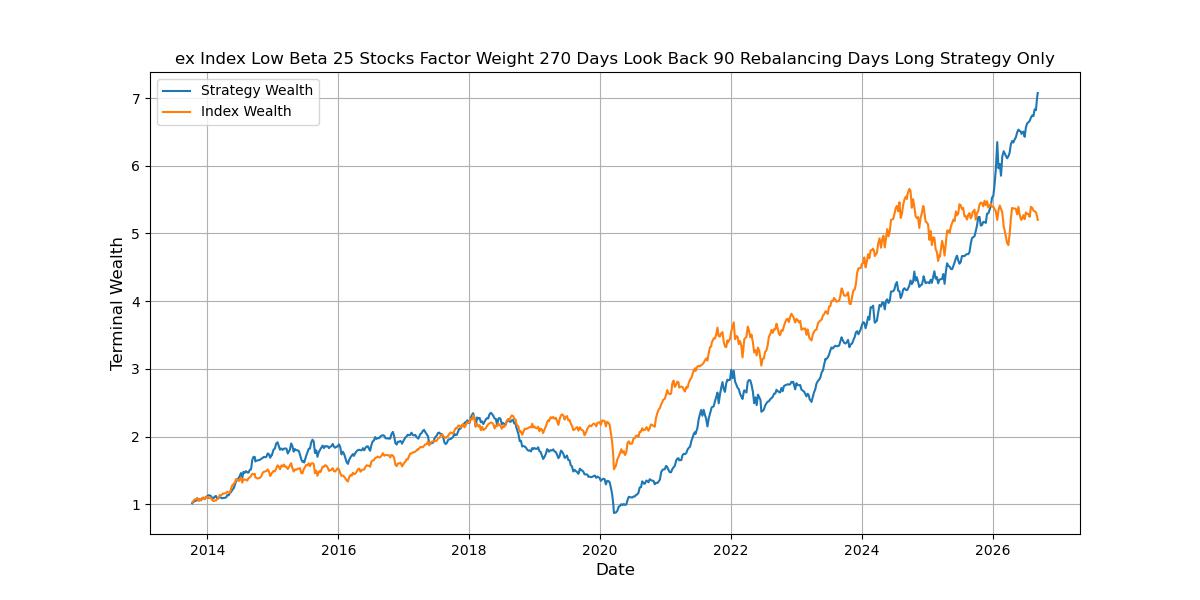 ex Index Low Beta 25 Stocks Factor Weight 270 Days Look Back 90 Rebalancing Days Long Strategy Only
Strategy Wealth
Index Wealth
Terminal Wealth
7
6
5
4
3
2
1
2014 2016 2018 2020 2022 2024 2026
Date